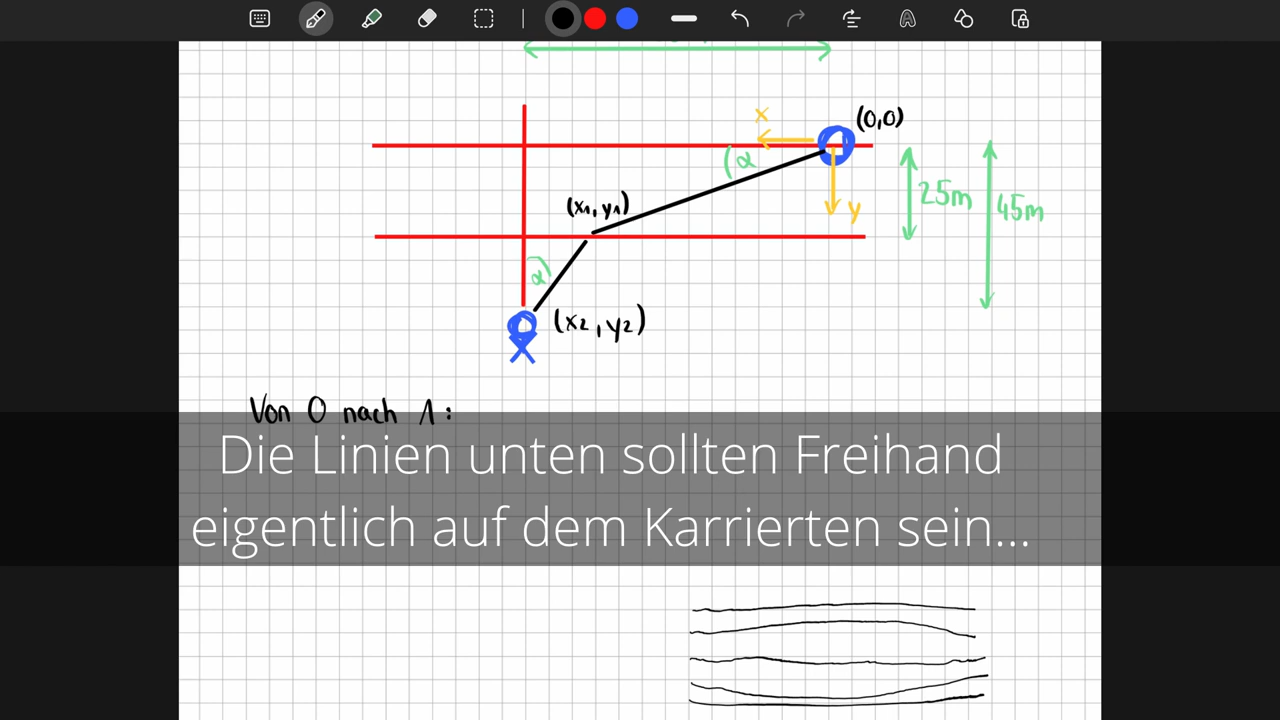 x
(0,0)
(α
25m
45m
(x1,y1)
y
α)
(x2,y2)
Von 0 nach 1:
Die Linien unten sollten Freihand
eigentlich auf dem Karrierten sein...